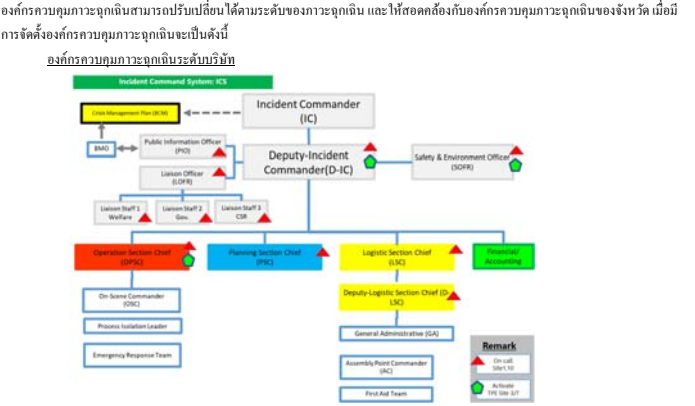 องค์กรควบคุมภาวะฉุกเฉินสามารถปรับเปลี่ยนได้ตามระดับของภาวะฉุกเฉิน และให้สอดคล้องกับองค์กรควบคุมภาวะฉุกเฉินของจังหวัด เมื่อมี
การจัดตั้งองค์กรควบคุมภาวะฉุกเฉินจะเป็นดังนี้
องค์กรควบคุมภาวะฉุกเฉินระดับบริษัท
Incident Command System: ICS
Crisis Management Plan (BCM)
Incident Commander
(IC)
BMO
Public Information Officer
(PIO)
Deputy-Incident
Commander(D-IC)
Safety & Environment Officer
(SOFR)
Liaison Officer
(LOFR)
Liaison Staff 1
Welfare
Liaison Staff 2
Gov.
Liaison Staff 3
CSR
Operation Section Chief
(OPSC)
Planning Section Chief
(PSC)
Logistic Section Chief
(LSC)
Financial/
Accounting
On-Scene Commander
(OSC)
Process Isolation Leader
Emergency Response Team
Deputy-Logistic Section Chief (D-
LSC)
General Administrative (GA)
Assembly Point Commander
(AC)
First Aid Team
Remark
On call
Site1,10
Activate
TPE Site 3/7